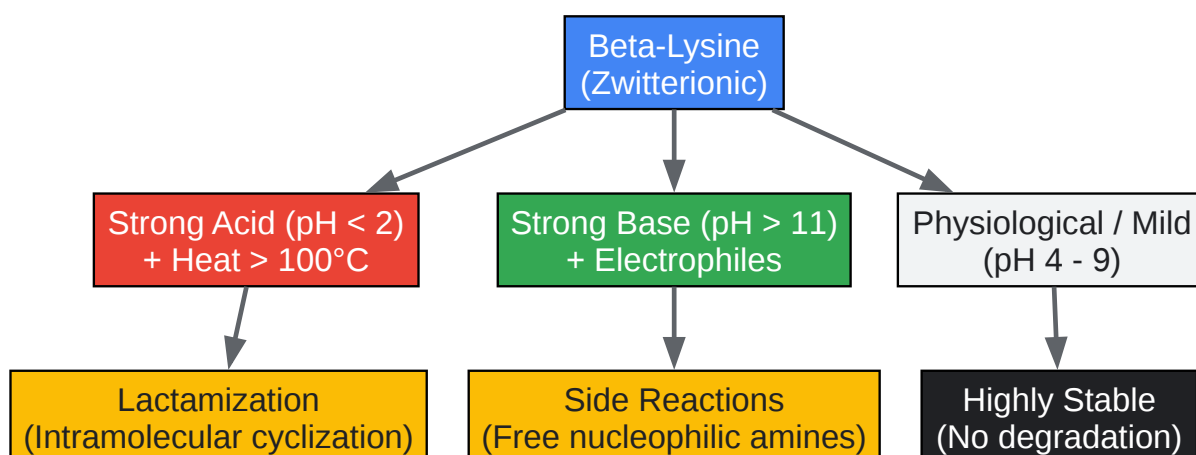 Beta-Lysine
(Zwitterionic)
Strong Acid (pH < 2)
+ Heat > 100°C
Strong Base (pH > 11)
+ Electrophiles
Physiological / Mild
(pH 4 - 9)
Lactamization
(Intramolecular cyclization)
Side Reactions
(Free nucleophilic amines)
Highly Stable
(No degradation)